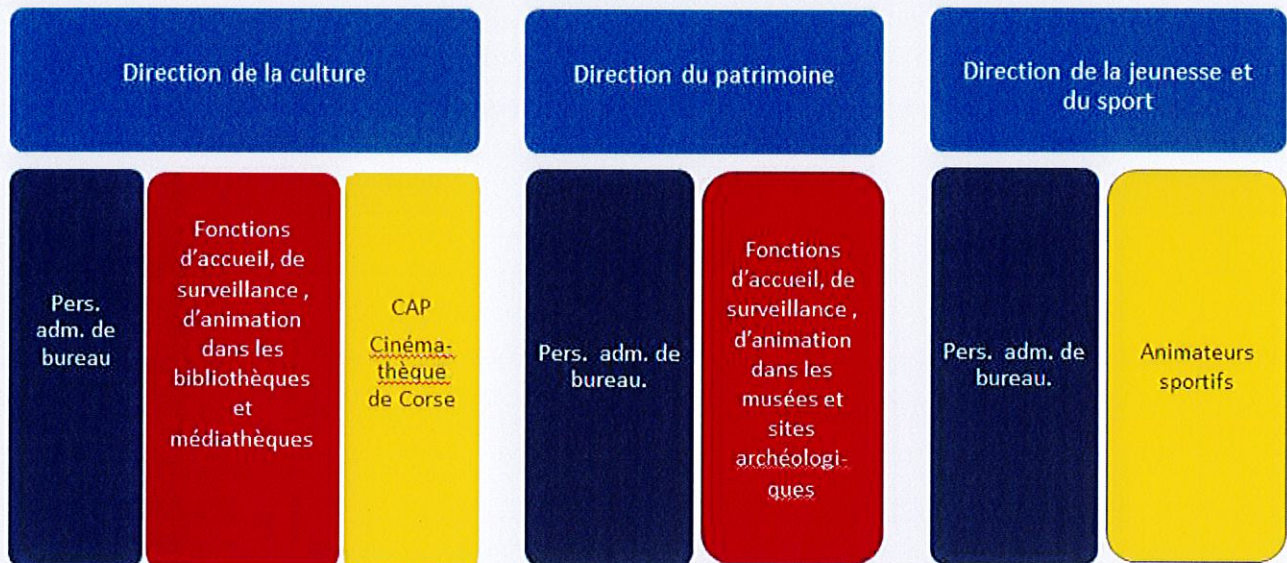 Direction de la culture
Pers.
adm. de
bureau
Fonctions
d'accueil, de
surveillance ,
d'animation
dans les
bibliothèques
et
médiathèques
CAP
Cinéma-
thèque
de Corse
Direction du patrimoine
Pers. adm. de
bureau.
Fonctions
d'accueil, de
surveillance ,
d'animation
dans les
musées et
sites
archéologi-
ques
Direction de la jeunesse et
du sport
Pers. adm. de
bureau.
Animateurs
sportifs